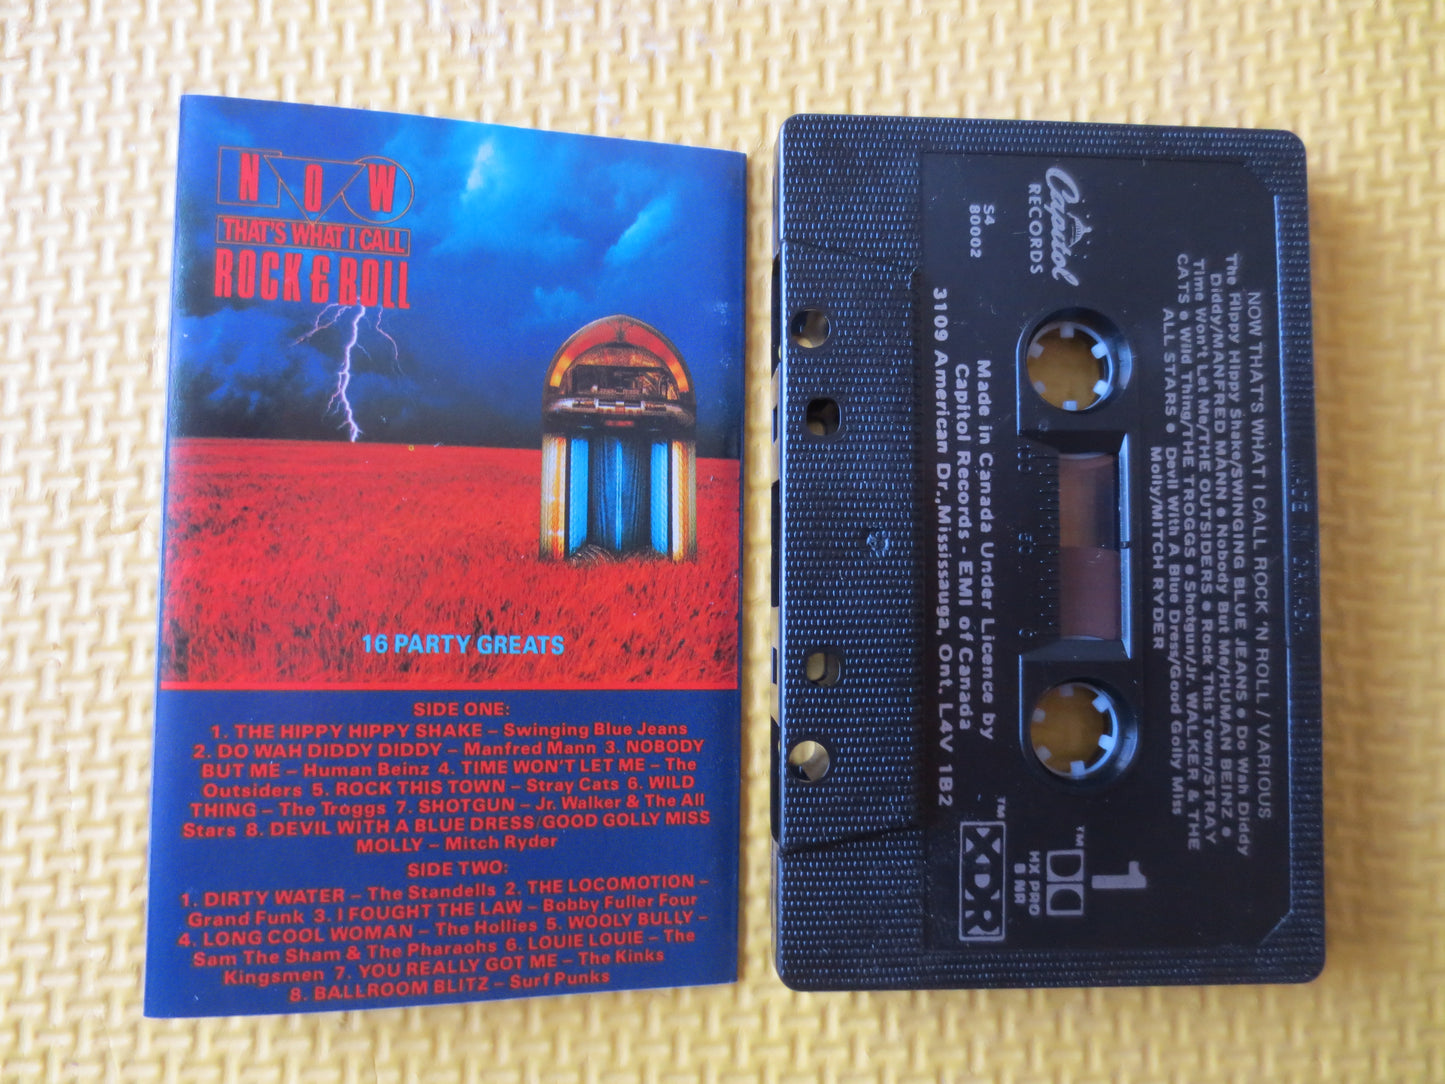 NOW
THAT'S WHAT I CALL
ROCK & ROLL
16 PARTY GREATS
SIDE ONE:
1. THE HIPPY HIPPY SHAKE – Swinging Blue Jeans
2. DO WAH DIDDY DIDDY – Manfred Mann 3. NOBODY
BUT ME – Human Beinz 4. TIME WON'T LET ME – The
Outsiders 5. ROCK THIS TOWN – Stray Cats 6. WILD
THING – The Troggs 7. SHOTGUN – Jr. Walker & The All
Stars 8. DEVIL WITH A BLUE DRESS/GOOD GOLLY MISS
MOLLY – Mitch Ryder
SIDE TWO:
1. DIRTY WATER – The Standells 2. THE LOCOMOTION –
Grand Funk 3. I FOUGHT THE LAW – Bobby Fuller Four
4. LONG COOL WOMAN – The Hollies 5. WOOLY BULLY –
Sam The Sham & The Pharaohs 6. LOUIE LOUIE – The
Kingsmen 7. YOU REALLY GOT ME – The Kinks
8. BALLROOM BLITZ – Surf Punks
MADE IN CANADA
NOW THAT'S WHAT I CALL ROCK 'N ROLL / VARIOUS
The Hippy Hippy Shake/SWINGING BLUE JEANS • Do Wah Diddy
Diddy/MANFRED MANN • Nobody But Me/HUMAN BEINZ •
Time Won't Let Me/THE OUTSIDERS • Rock This Town/STRAY
CATS • Wild Thing/THE TROGGS • Shotgun/Jr. WALKER & THE
ALL STARS • Devil With A Blue Dress/Good Golly Miss
Molly/MITCH RYDER
Capitol
RECORDS
S4
80002
1
DD™
HX PRO
B NR
XDR™
Made in Canada Under Licence by
Capitol Records - EMI of Canada
3109 American Dr., Mississauga, Ont. L4V 1B2